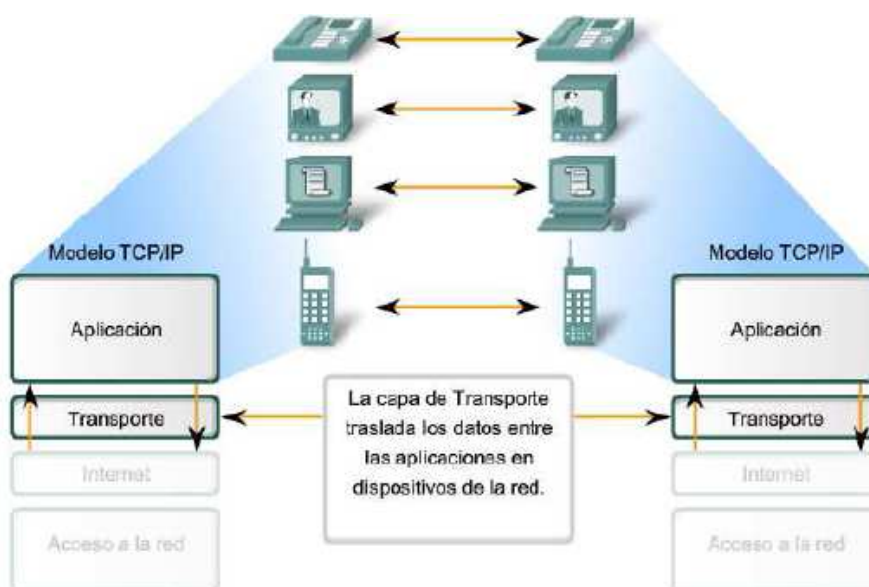 Modelo TCP/IP
Modelo TCP/IP
Aplicación
Aplicación
Transporte
La capa de Transporte
traslada los datos entre
las aplicaciones en
dispositivos de la red.
Transporte
Internet
Internet
Acceso a la red
Acceso a la red